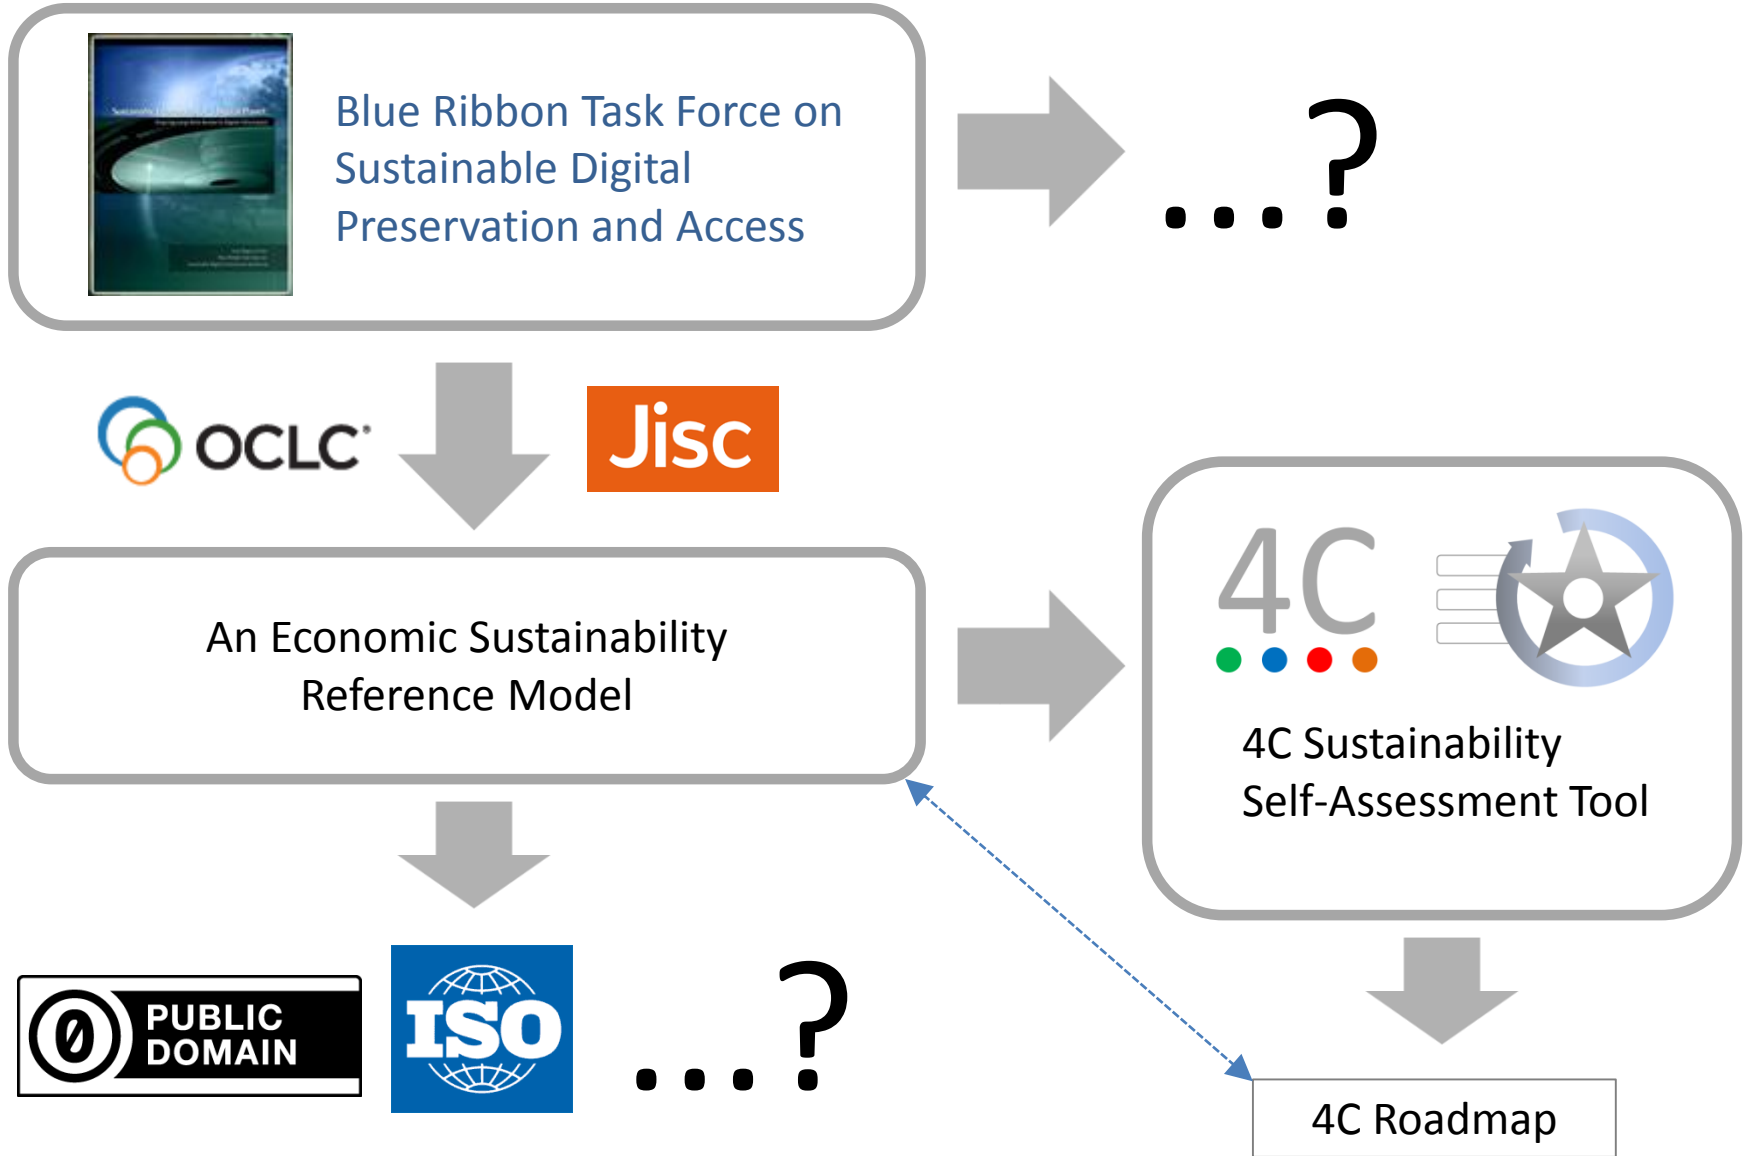 Blue Ribbon Task Force on
Sustainable Digital
Preservation and Access
...?
OCLC®
Jisc
An Economic Sustainability
Reference Model
4C
4C Sustainability
Self-Assessment Tool
0 PUBLIC
DOMAIN
ISO
...?
4C Roadmap